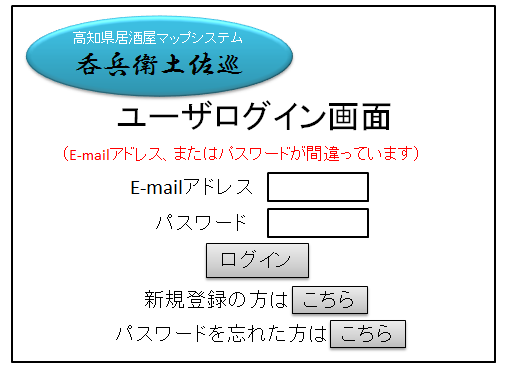 高知県居酒屋マップシステム
呑兵衛土佐巡
ユーザログイン画面
（E-mailアドレス、またはパスワードが間違っています）
E-mailアドレス
パスワード
ログイン
新規登録の方は こちら
パスワードを忘れた方は こちら